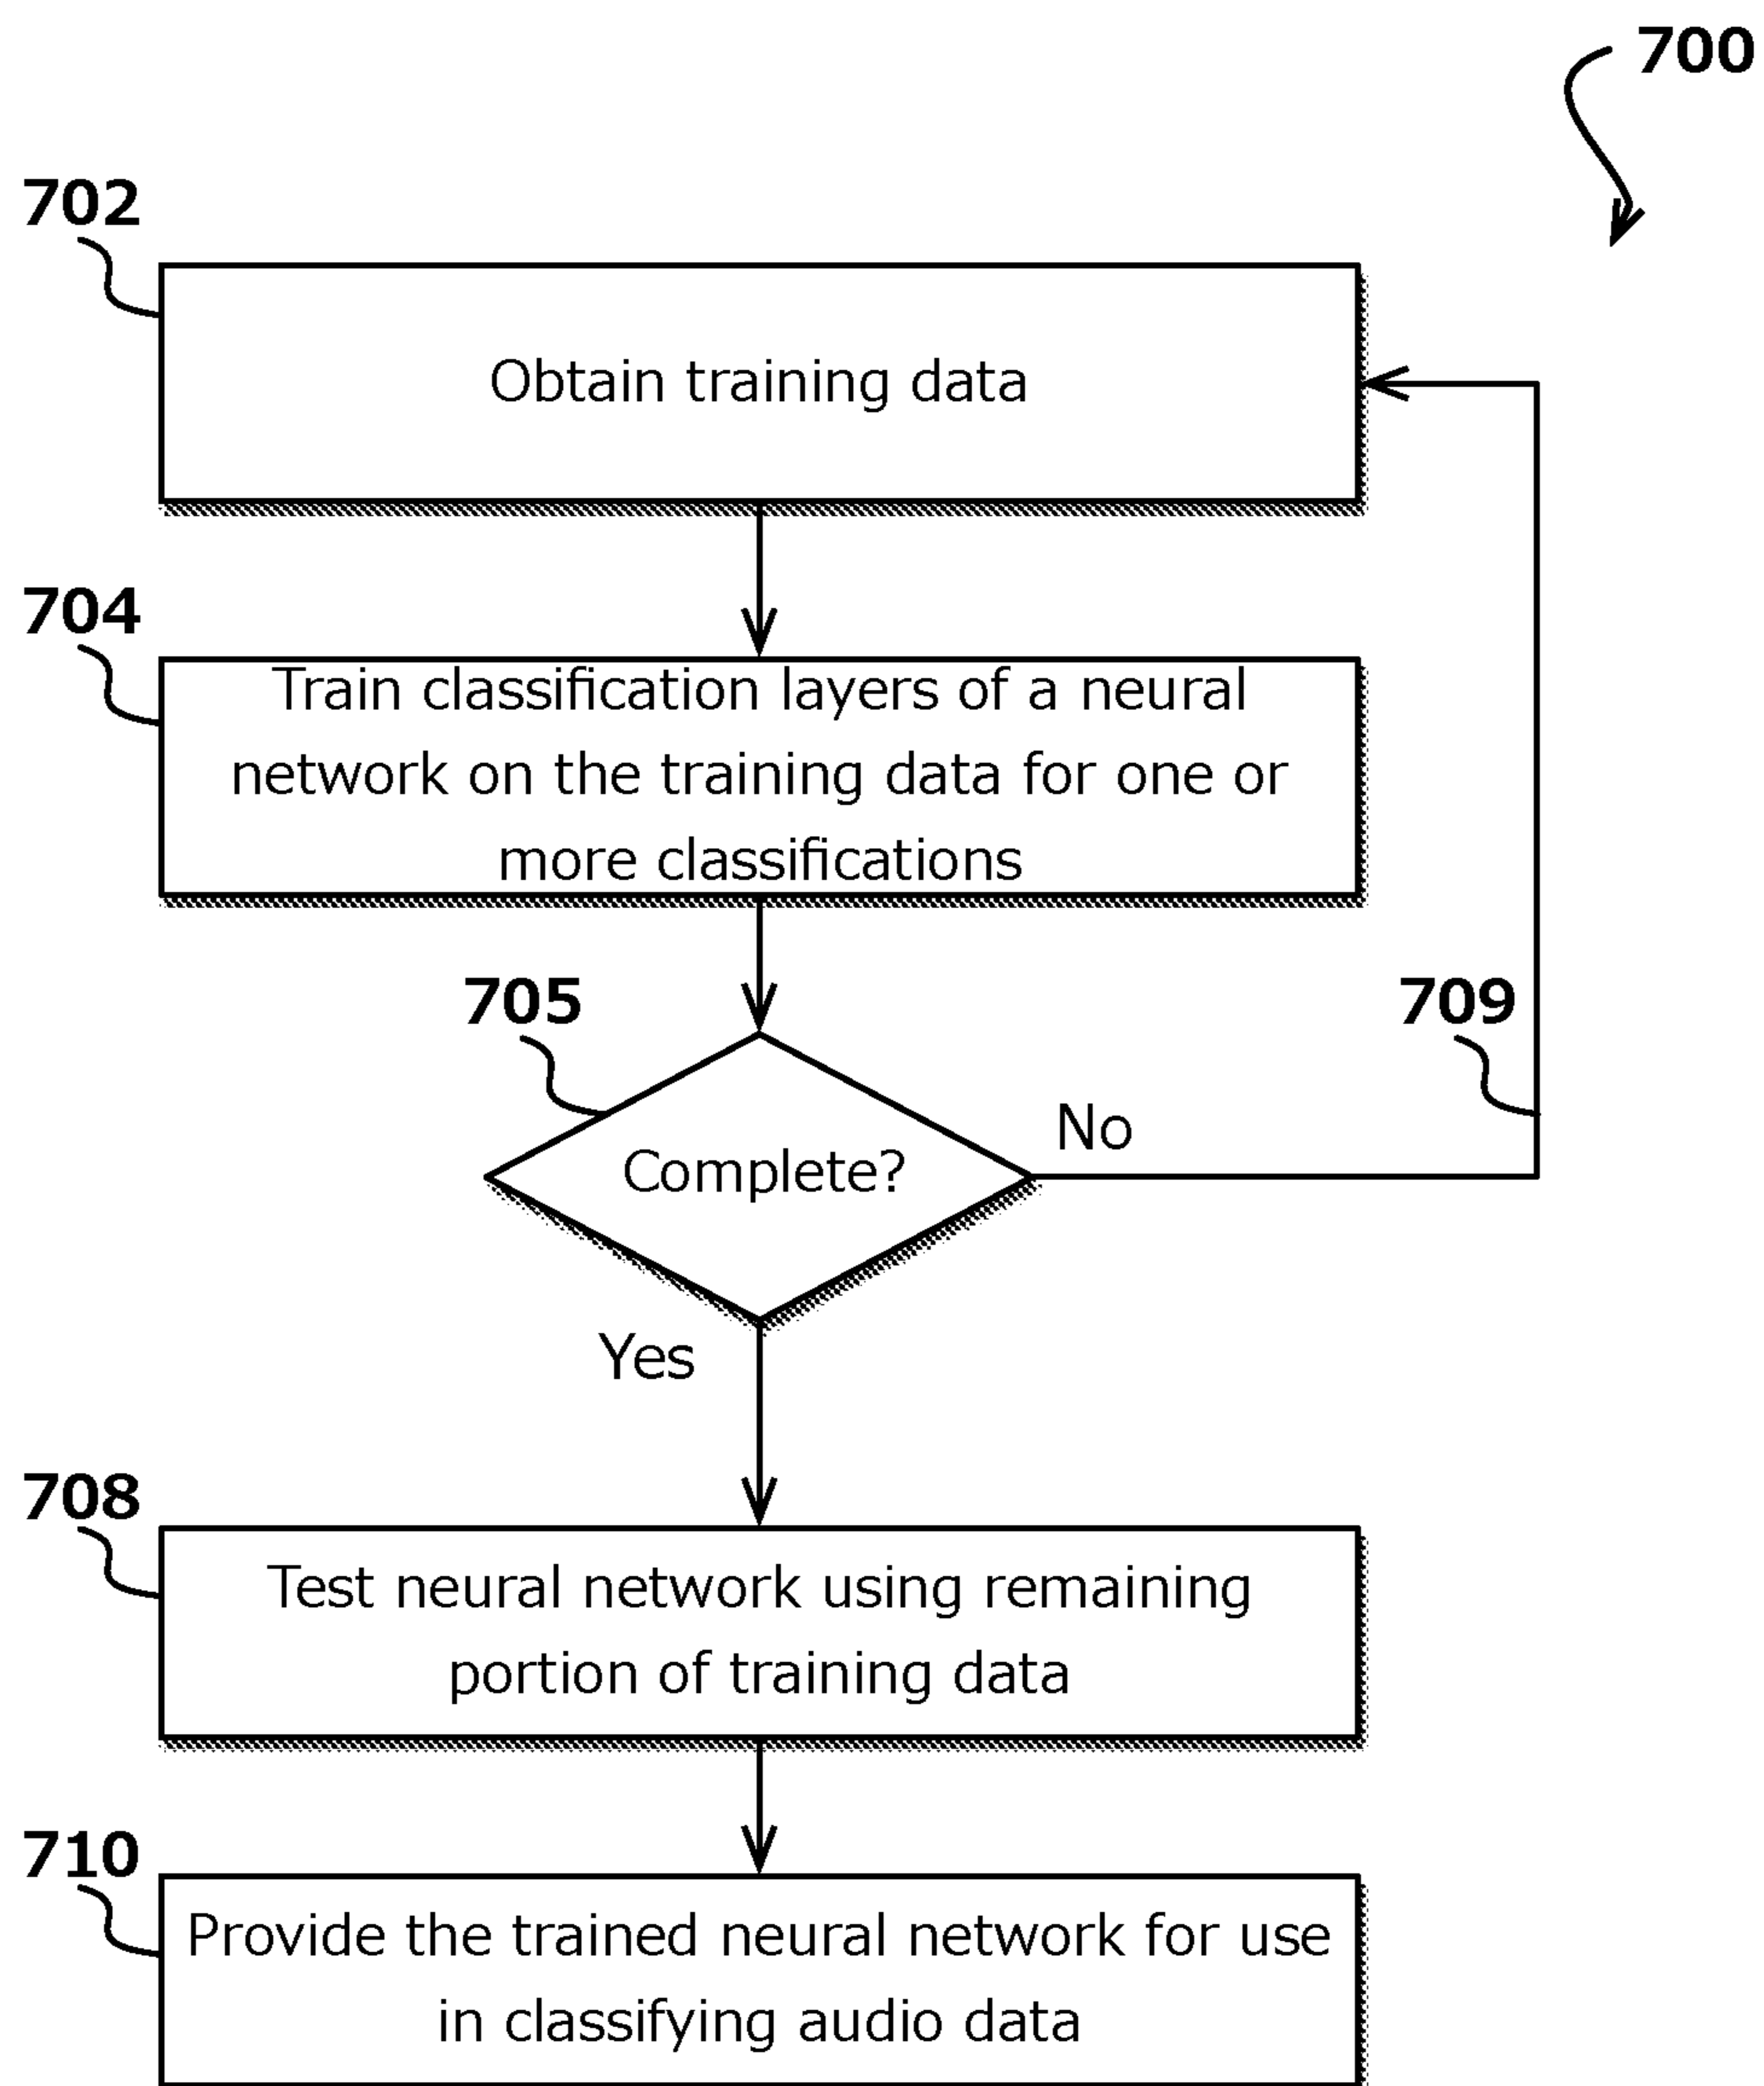 700
702
Obtain training data
704
Train classification layers of a neural
network on the training data for one or
more classifications
705
709
No
Complete?
Yes
708
Test neural network using remaining
portion of training data
710
Provide the trained neural network for use
in classifying audio data